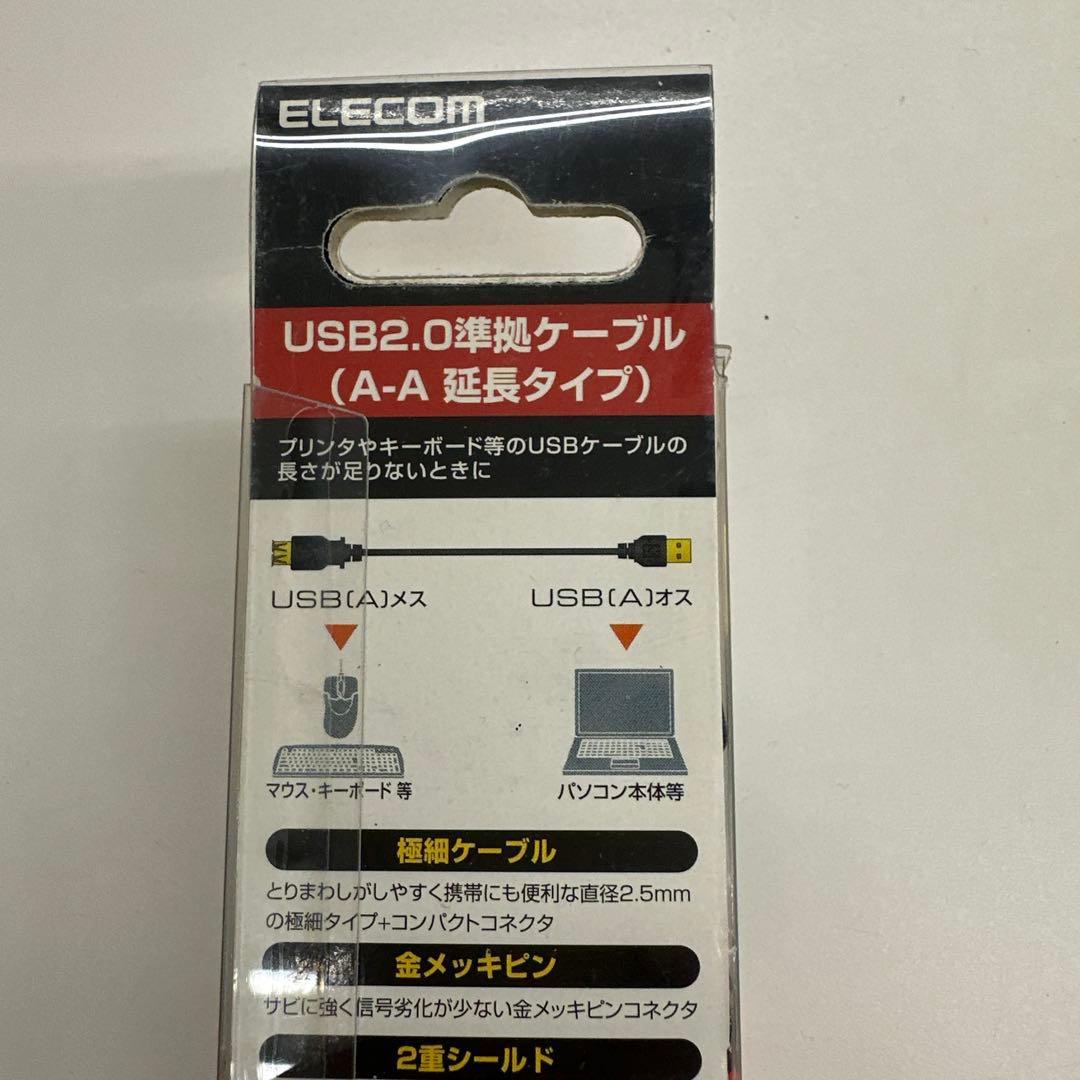 ELECOM
USB2.0準拠ケーブル
(A-A 延長タイプ)
プリンタやキーボード等のUSBケーブルの
長さが足りないときに
USB(A)メス
USB(A)オス
マウス・キーボード 等
パソコン本体等
極細ケーブル
とりまわしがしやすく携帯にも便利な直径2.5mm
の極細タイプ+コンパクトコネクタ
金メッキピン
サビに強く信号劣化が少ない金メッキピンコネクタ
2重シールド